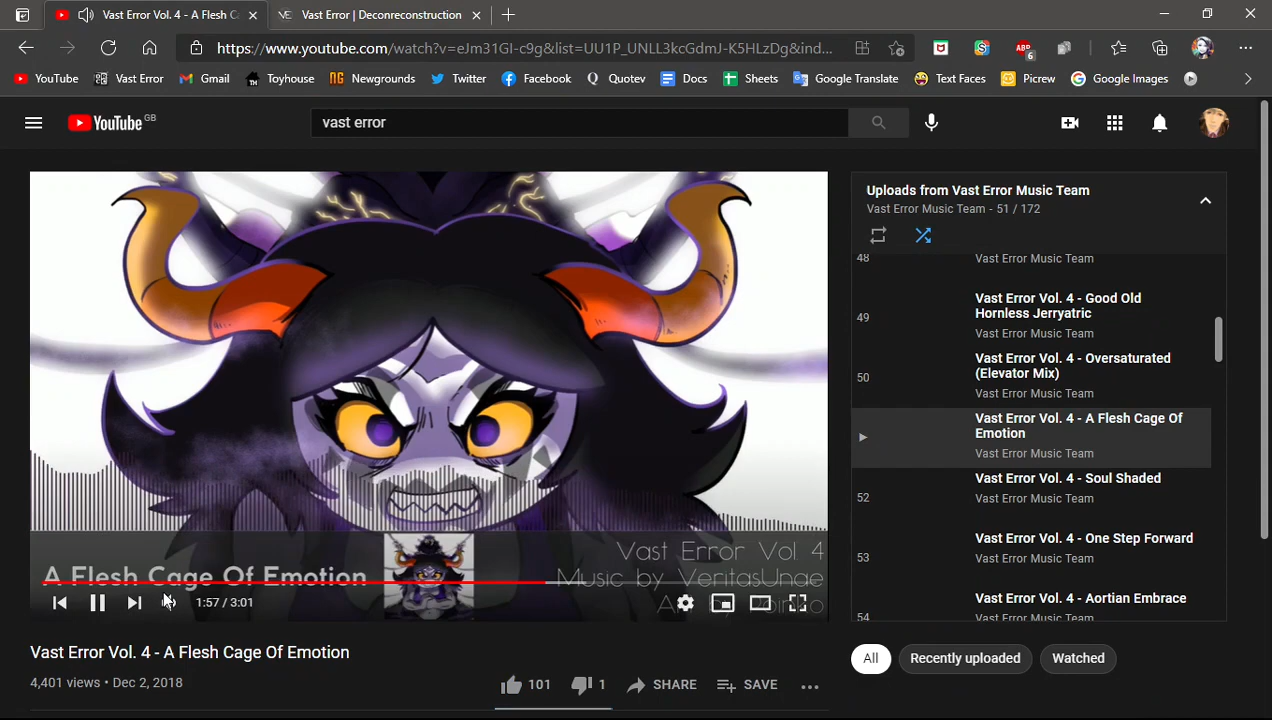 Vast Error Vol. 4 - A Flesh C
Vast Error | Deconreconstruction
https://www.youtube.com/watch?v=eJm31GI-c9g&list=UU1P_UNLL3kcGdmJ-K5HLzDg&ind...
ABP
6
YouTube
Vast Error
Gmail
TH
Toyhouse
NG
Newgrounds
Twitter
Facebook
Q
Quotev
Docs
Sheets
Google Translate
Text Faces
Picrew
Google Images
YouTube GB
vast error
Uploads from Vast Error Music Team
Vast Error Music Team - 51 / 172
48
Vast Error Music Team
49
Vast Error Vol. 4 - Good Old
Hornless Jerryatric
Vast Error Music Team
50
Vast Error Vol. 4 - Oversaturated
(Elevator Mix)
Vast Error Music Team
Vast Error Vol. 4 - A Flesh Cage Of
Emotion
Vast Error Music Team
52
Vast Error Vol. 4 - Soul Shaded
Vast Error Music Team
53
Vast Error Vol. 4 - One Step Forward
Vast Error Music Team
54
Vast Error Vol. 4 - Aortian Embrace
Vast Error Music Team
A Flesh Cage Of Emotion
Vast Error Vol 4
Music by VeritasUnae
1:57 / 3:01
All
Recently uploaded
Watched
Vast Error Vol. 4 - A Flesh Cage Of Emotion
4,401 views • Dec 2, 2018
101
1
SHARE
SAVE